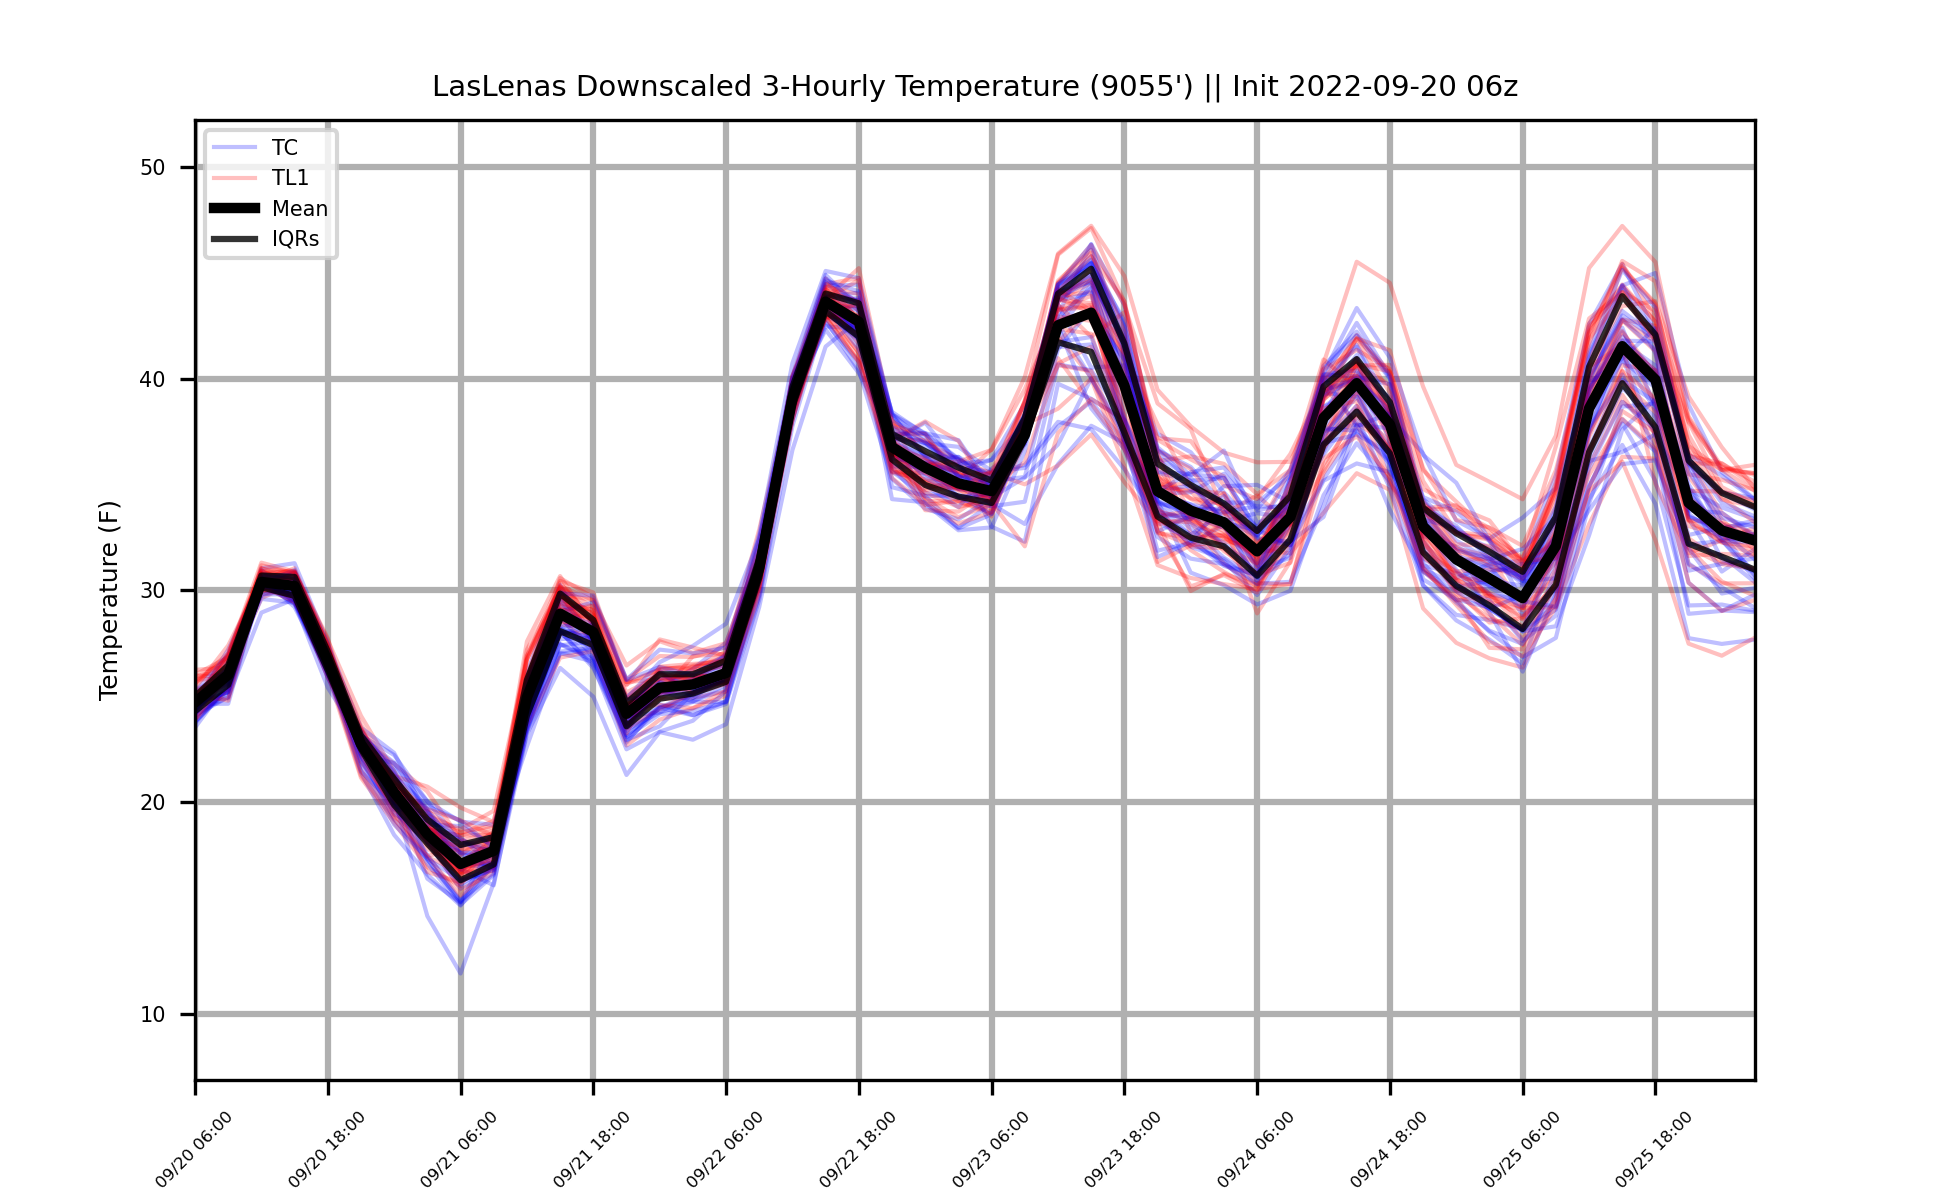 LasLenas Downscaled 3-Hourly Temperature (9055') || Init 2022-09-20 06z
TC
TL1
Mean
IQRs
Temperature (F)
50
40
30
20
10
09/20 06:00
09/20 18:00
09/21 06:00
09/21 18:00
09/22 06:00
09/22 18:00
09/23 06:00
09/23 18:00
09/24 06:00
09/24 18:00
09/25 06:00
09/25 18:00